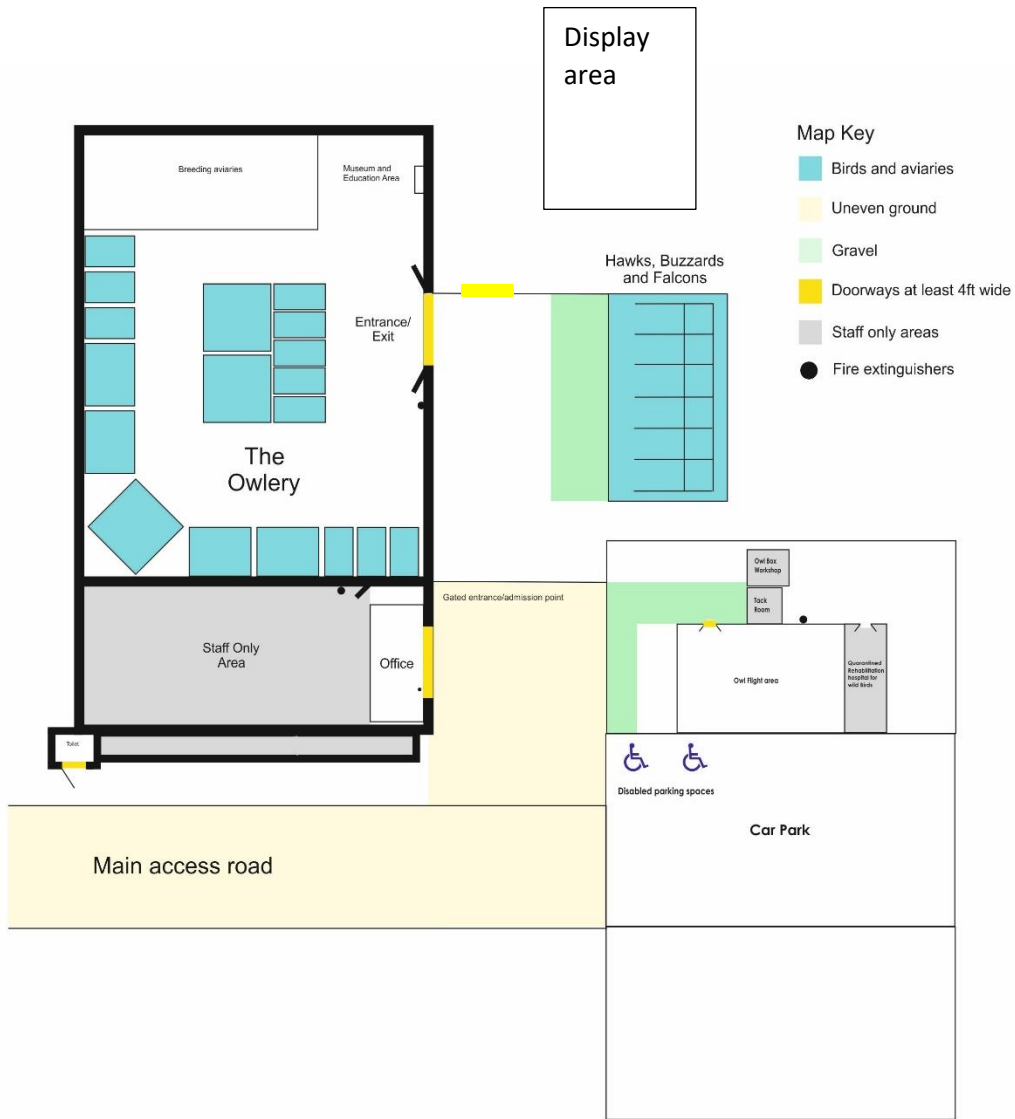 Display
area
Map Key
Birds and aviaries
Uneven ground
Gravel
Doorways at least 4ft wide
Staff only areas
Fire extinguishers
Breeding aviaries
Museum and
Education Area
Hawks, Buzzards
and Falcons
Entrance/
Exit
The
Owlery
Gated entrance/admission point
Owl Box
Workshop
Tack
Room
Staff Only
Area
Office
Owl Flight area
Quarantined
Rehabilitation
hospital for
wild Birds
Toilet
Disabled parking spaces
Car Park
Main access road